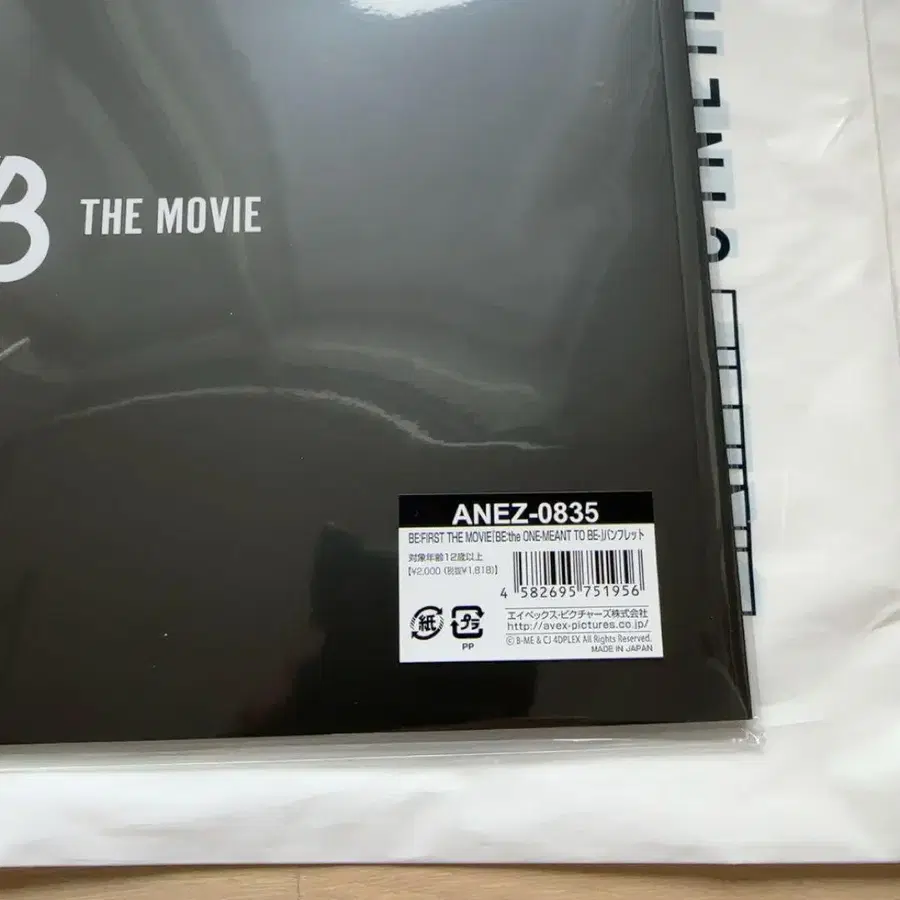 THE MOVIE
ANEZ-0835
BE:FIRST THE MOVIE「BE:the ONE-MEANT TO BE-」パンフレット
対象年齢12歳以上
【¥2,000（税抜¥1,818）】
4 582695 751956
紙
プラ
PP
エイベックス・ピクチャーズ株式会社
http://avex-pictures.co.jp/
Ⓒ B-ME & CJ 4DPLEX All Rights Reserved.
MADE IN JAPAN